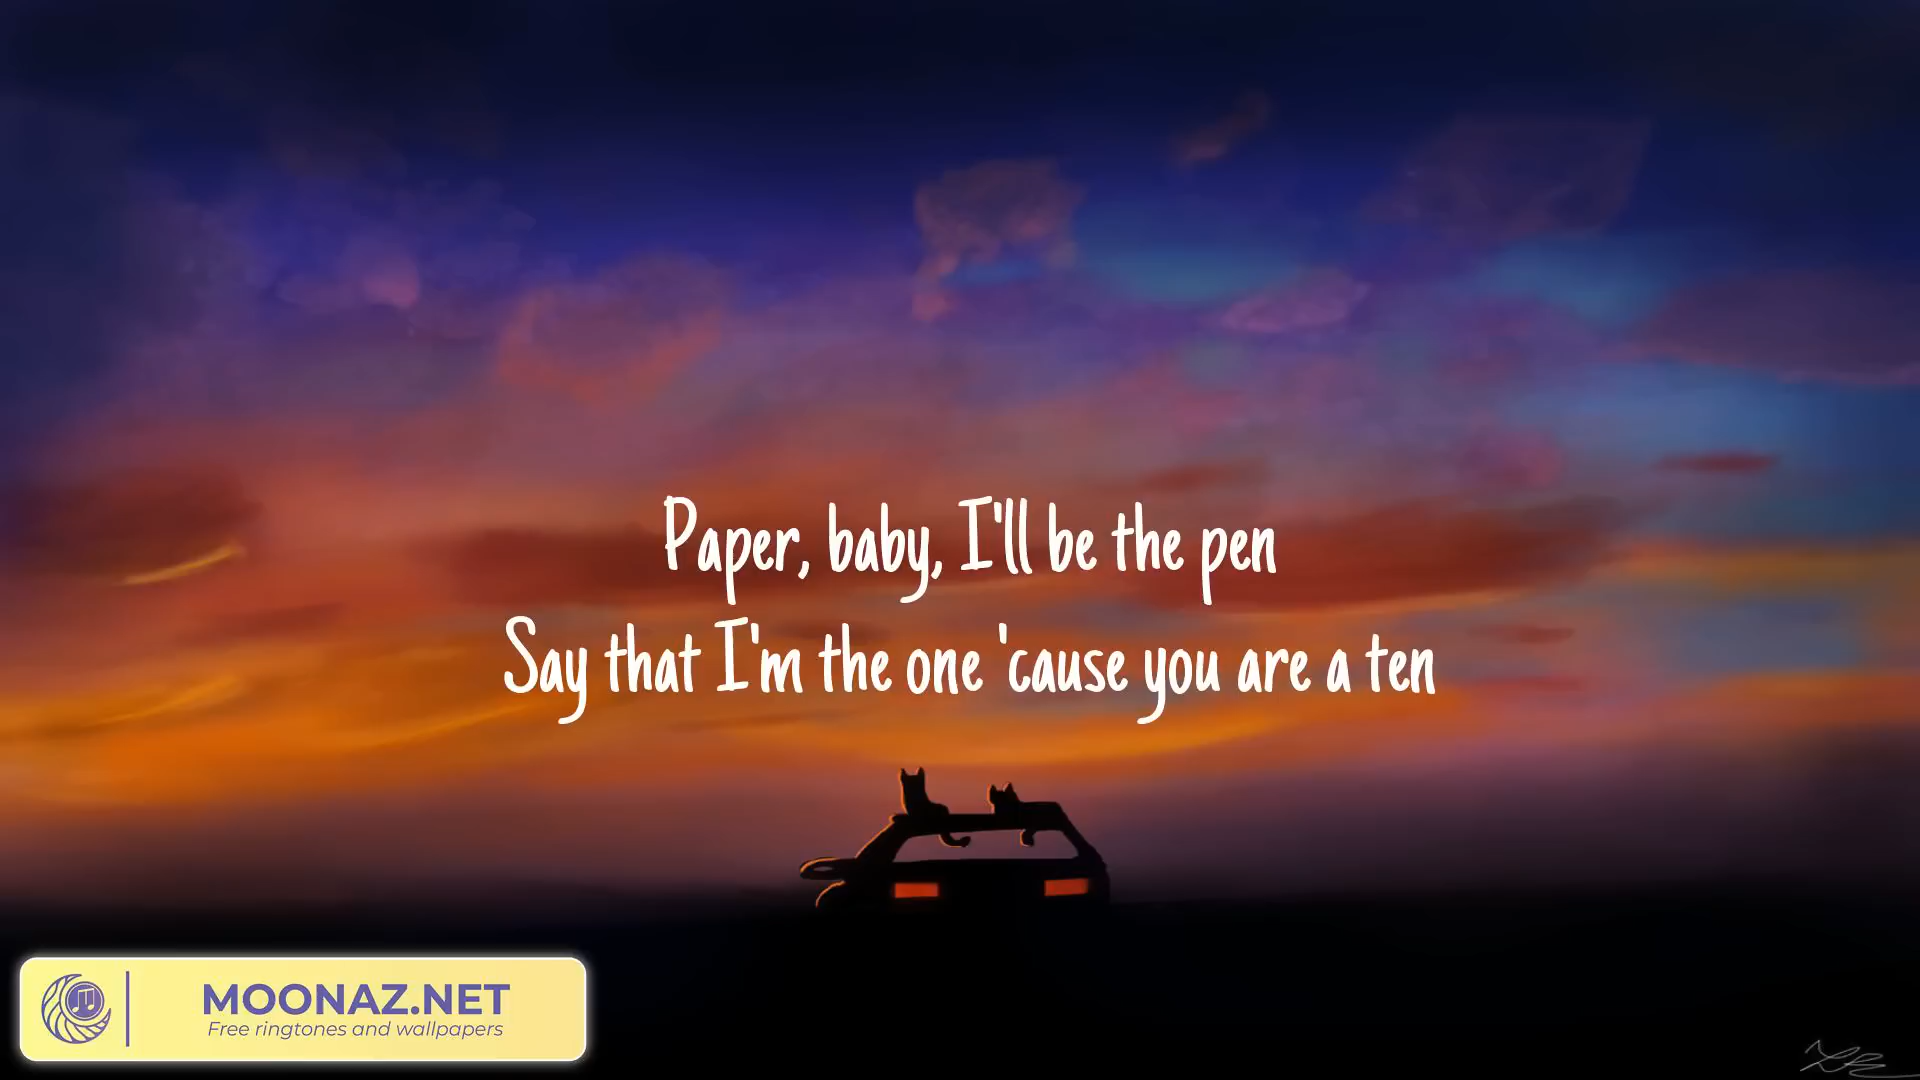 Paper, baby, I'll be the pen
Say that I'm the one 'cause you are a ten
MOONAZ.NET
Free ringtones and wallpapers